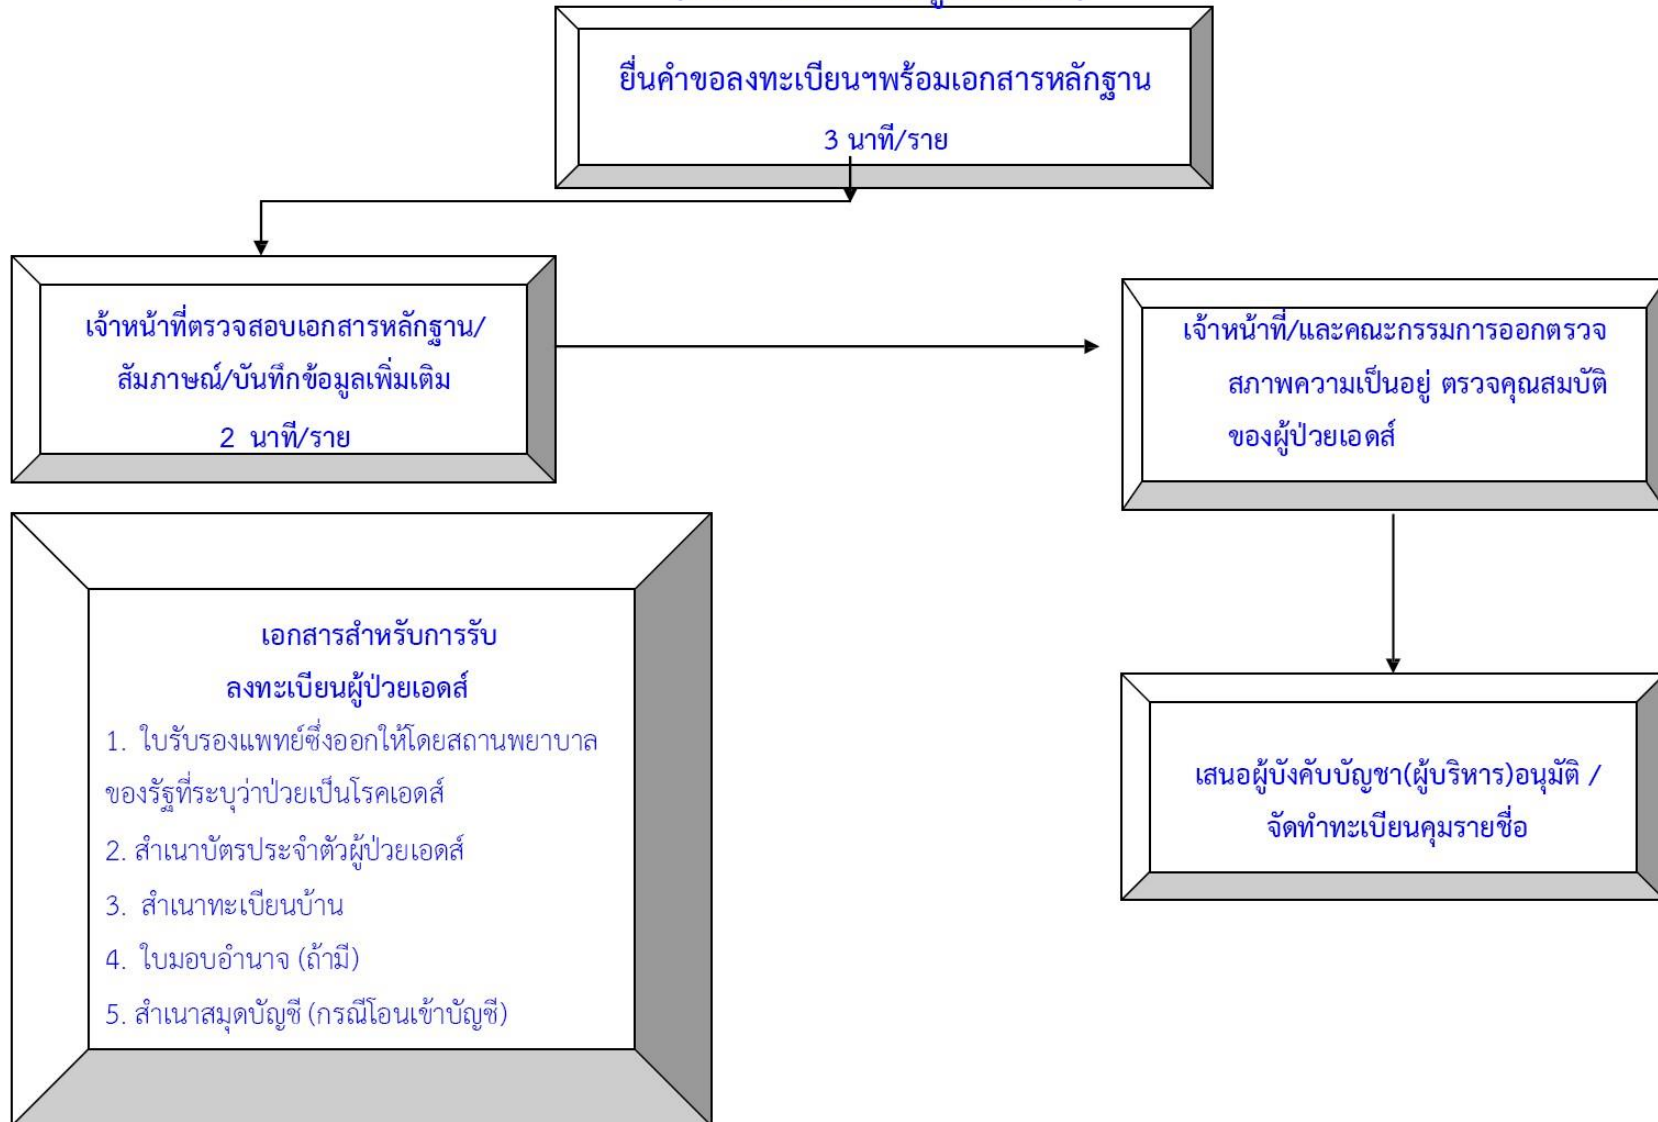 ยื่นคำขอลงทะเบียนฯพร้อมเอกสารหลักฐาน
3 นาที/ราย
เจ้าหน้าที่ตรวจสอบเอกสารหลักฐาน/
สัมภาษณ์/บันทึกข้อมูลเพิ่มเติม
2 นาที/ราย
เจ้าหน้าที่/และคณะกรรมการออกตรวจ
สภาพความเป็นอยู่ ตรวจคุณสมบัติ
ของผู้ป่วยเอดส์
เอกสารสำหรับการรับ
ลงทะเบียนผู้ป่วยเอดส์
1. ใบรับรองแพทย์ซึ่งออกให้โดยสถานพยาบาล
ของรัฐที่ระบุว่าป่วยเป็นโรคเอดส์
2. สำเนาบัตรประจำตัวผู้ป่วยเอดส์
3. สำเนาทะเบียนบ้าน
4. ใบมอบอำนาจ (ถ้ามี)
5. สำเนาสมุดบัญชี (กรณีโอนเข้าบัญชี)
เสนอผู้บังคับบัญชา(ผู้บริหาร)อนุมัติ /
จัดทำทะเบียนคุมรายชื่อ